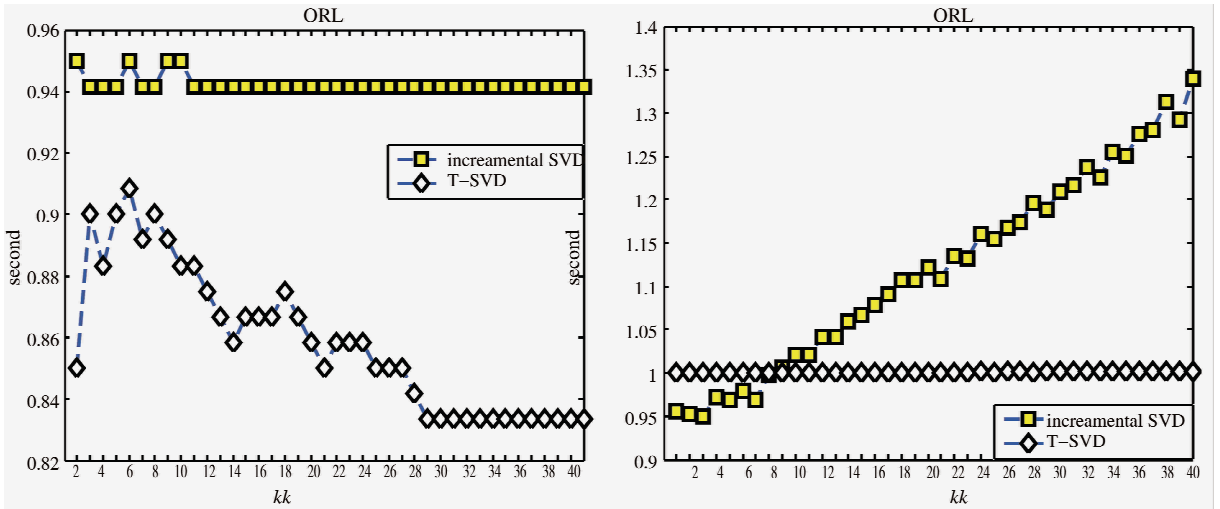 ORL
0.96
0.94
0.92
0.9
0.88
0.86
0.84
0.82
second
increamental SVD
T-SVD
2 4 6 8 10 12 14 16 18 20 22 24 26 28 30 32 34 36 38 40
kk
ORL
1.4
1.35
1.3
1.25
1.2
1.15
1.1
1.05
1
0.95
0.9
second
increamental SVD
T-SVD
2 4 6 8 10 12 14 16 18 20 22 24 26 28 30 32 34 36 38 40
kk